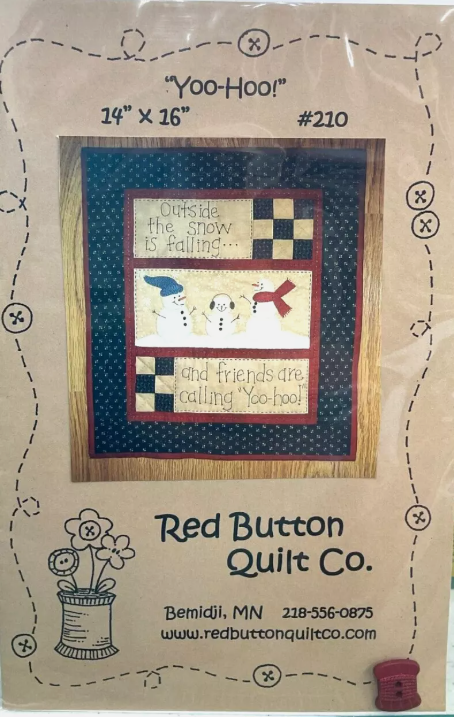 "Yoo-Hoo!"
14" X 16"
#210
Outside
the snow
is falling...
and friends are
calling "Yoo-hoo!"
Red Button
Quilt Co.
Bemidji, MN 218-556-0875
www.redbuttonquiltco.com